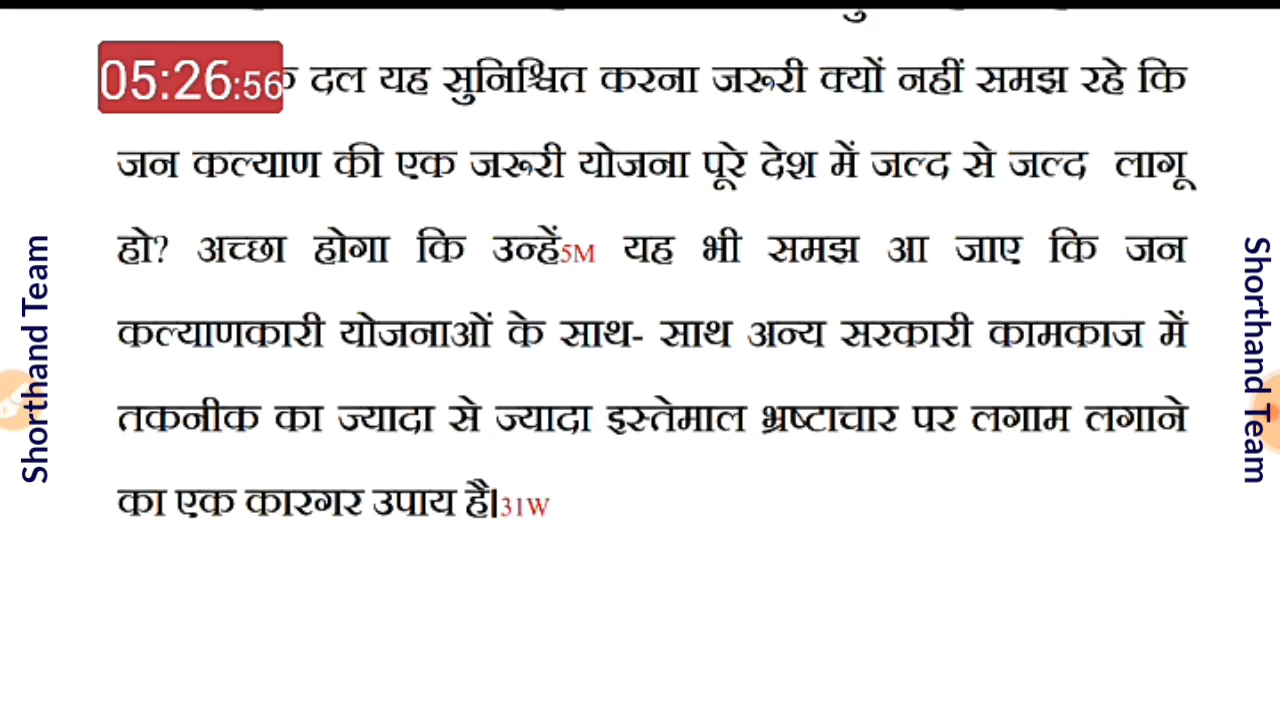 05:26:56 दल यह सुनिश्चित करना जरूरी क्यों नहीं समझ रहे कि
जन कल्याण की एक जरूरी योजना पूरे देश में जल्द से जल्द लागू
हो? अच्छा होगा कि उन्हें5M यह भी समझ आ जाए कि जन
कल्याणकारी योजनाओं के साथ- साथ अन्य सरकारी कामकाज में
तकनीक का ज्यादा से ज्यादा इस्तेमाल भ्रष्टाचार पर लगाम लगाने
का एक कारगर उपाय है।31W
Shorthand Team
Shorthand Team